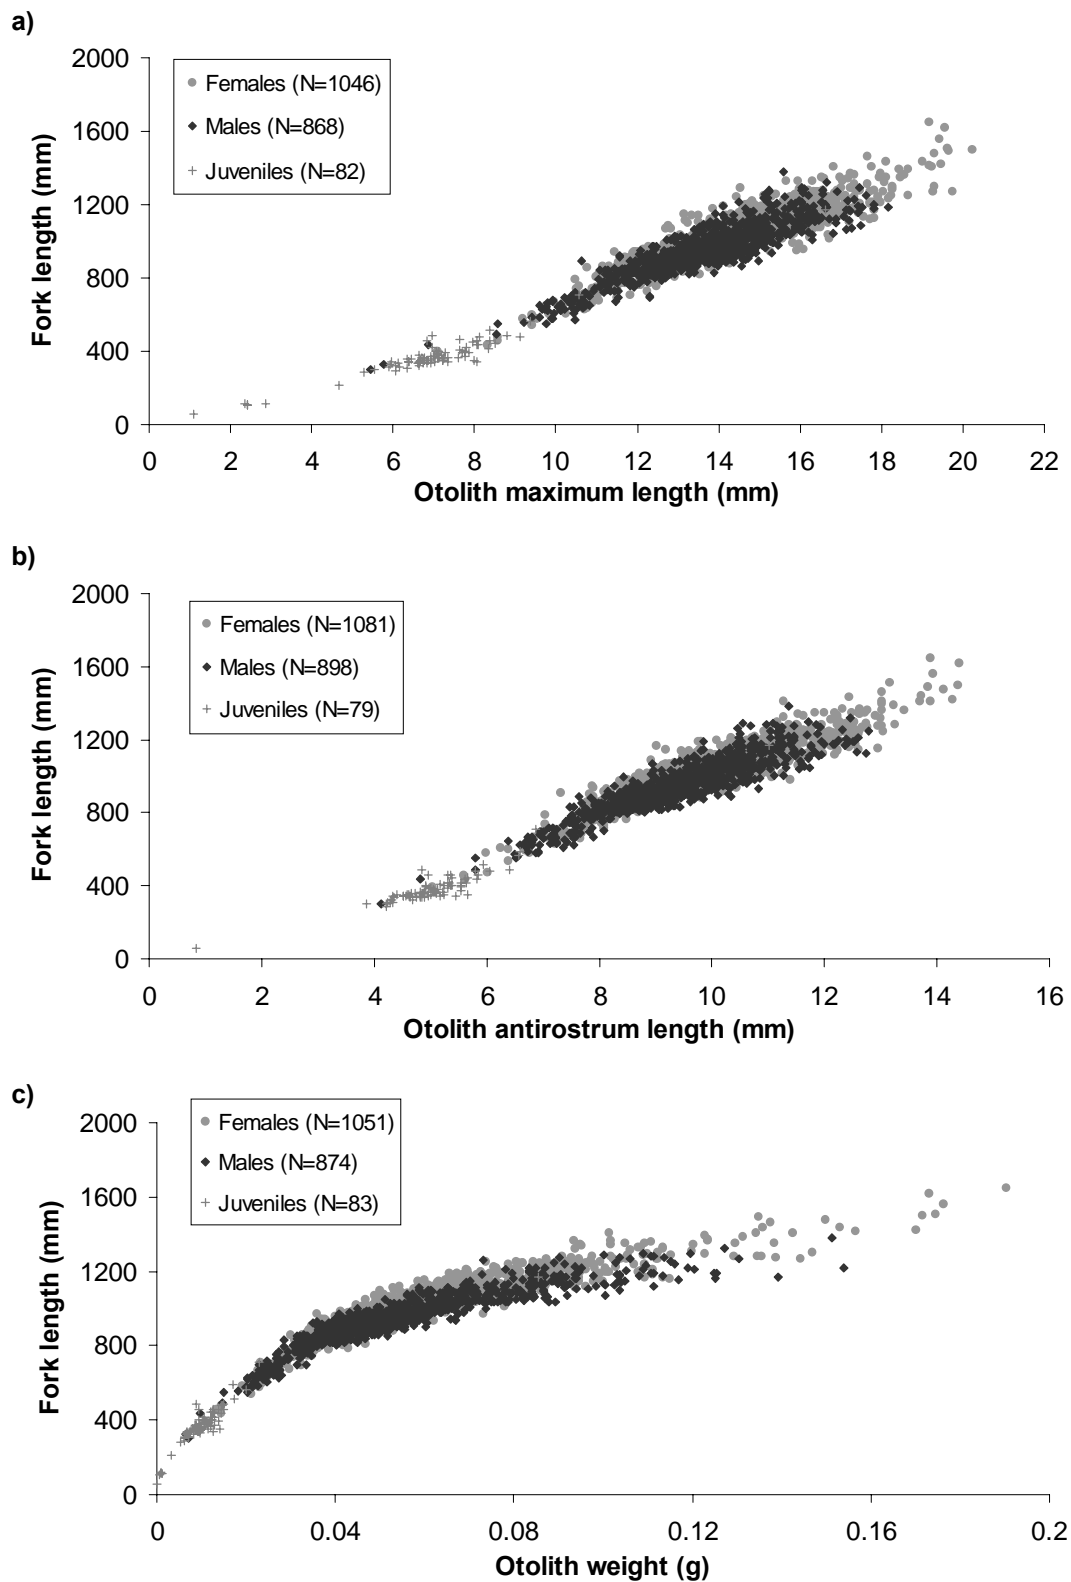 a)
2000
1600
1200
800
400
0
Fork length (mm)
Females (N=1046)
Males (N=868)
Juveniles (N=82)
0 2 4 6 8 10 12 14 16 18 20 22
Otolith maximum length (mm)
b)
2000
1600
1200
800
400
0
Fork length (mm)
Females (N=1081)
Males (N=898)
Juveniles (N=79)
0 2 4 6 8 10 12 14 16
Otolith antirostrum length (mm)
c)
2000
1600
1200
800
400
0
Fork length (mm)
Females (N=1051)
Males (N=874)
Juveniles (N=83)
0 0.04 0.08 0.12 0.16 0.2
Otolith weight (g)